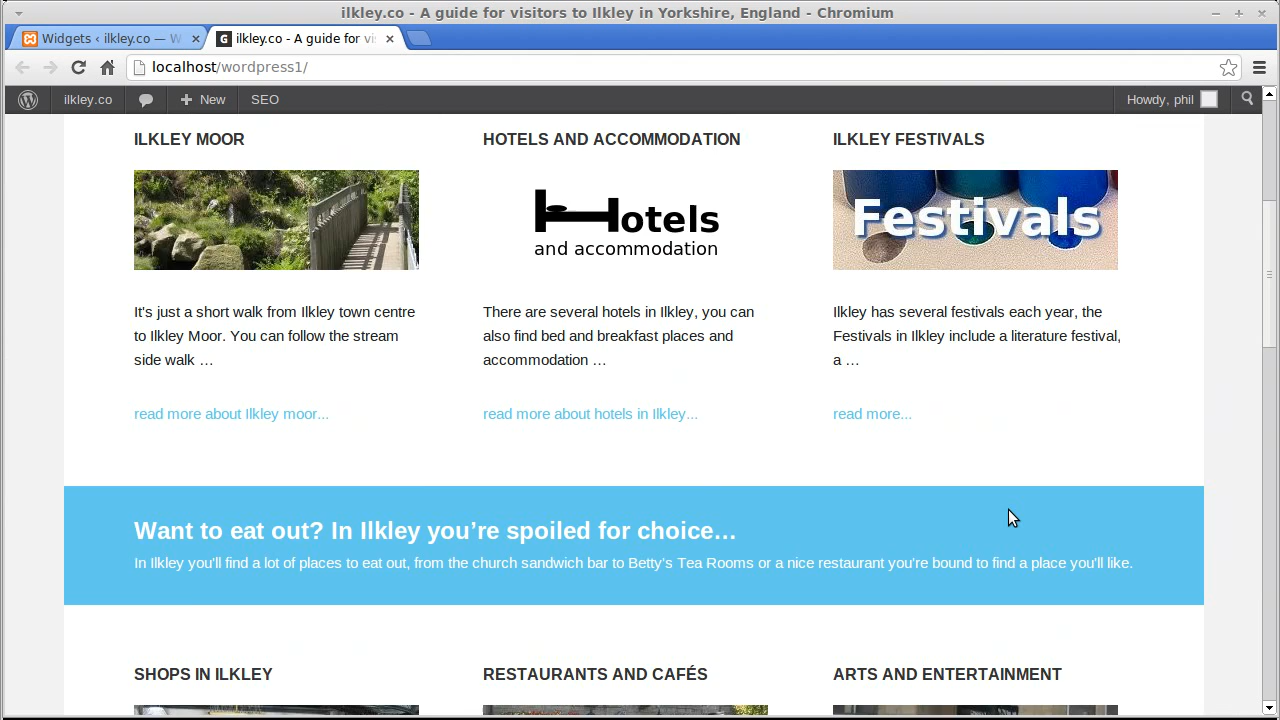 ilkley.co - A guide for visitors to Ilkley in Yorkshire, England - Chromium
Widgets ‹ ilkley.co — W
ilkley.co - A guide for vis
localhost/wordpress1/
ilkley.co
New
SEO
Howdy, phil
ILKLEY MOOR
HOTELS AND ACCOMMODATION
ILKLEY FESTIVALS
Hotels
and accommodation
Festivals
It's just a short walk from Ilkley town centre
to Ilkley Moor. You can follow the stream
side walk …
There are several hotels in Ilkley, you can
also find bed and breakfast places and
accommodation …
Ilkley has several festivals each year, the
Festivals in Ilkley include a literature festival,
a …
read more about Ilkley moor...
read more about hotels in Ilkley...
read more...
Want to eat out? In Ilkley you’re spoiled for choice…
In Ilkley you'll find a lot of places to eat out, from the church sandwich bar to Betty's Tea Rooms or a nice restaurant you're bound to find a place you'll like.
SHOPS IN ILKLEY
RESTAURANTS AND CAFÉS
ARTS AND ENTERTAINMENT